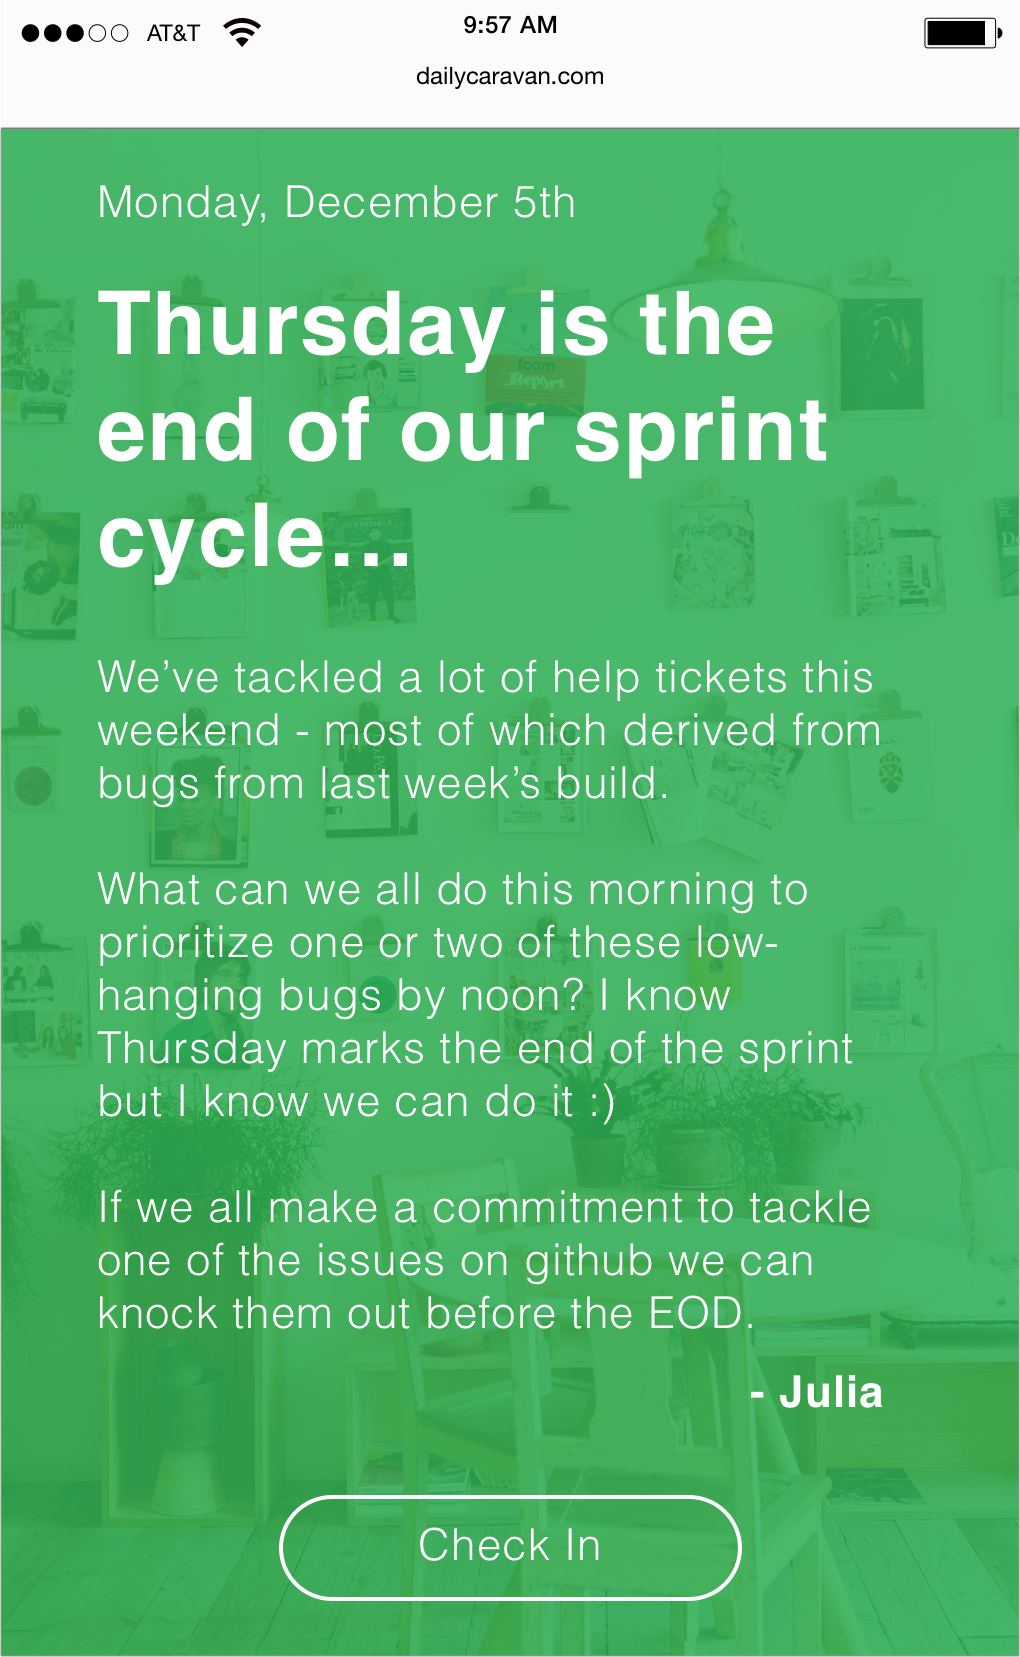 AT&T
9:57 AM
dailycaravan.com
Monday, December 5th
Thursday is the
end of our sprint
cycle...
We’ve tackled a lot of help tickets this
weekend - most of which derived from
bugs from last week’s build.
What can we all do this morning to
prioritize one or two of these low-
hanging bugs by noon? I know
Thursday marks the end of the sprint
but I know we can do it :)
If we all make a commitment to tackle
one of the issues on github we can
knock them out before the EOD.
- Julia
Check In
foam
Report